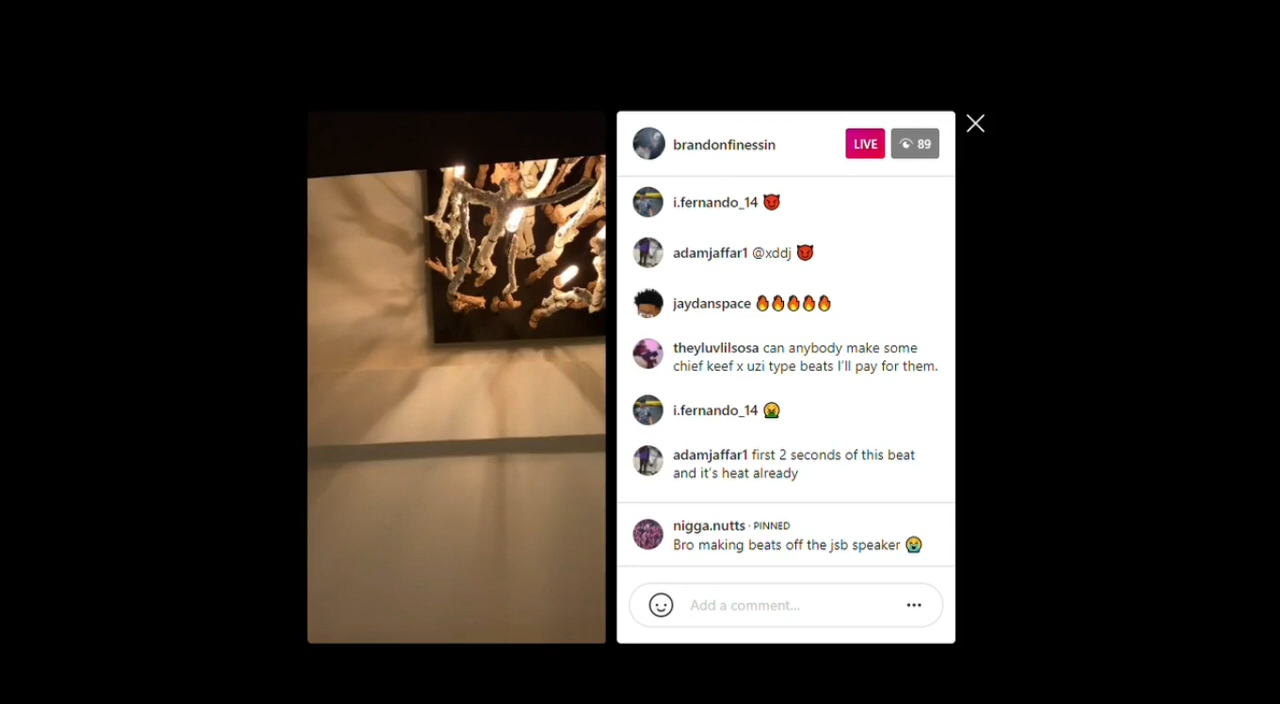 brandonfinessin
LIVE
89
i.fernando_14 😈
adamjaffar1 @xddj 😈
jaydanspace 🔥🔥🔥🔥🔥
theyluvlilsosa can anybody make some
chief keef x uzi type beats I'll pay for them.
i.fernando_14 🤮
adamjaffar1 first 2 seconds of this beat
and it's heat already
nigga.nutts · PINNED
Bro making beats off the jsb speaker 😭
Add a comment...